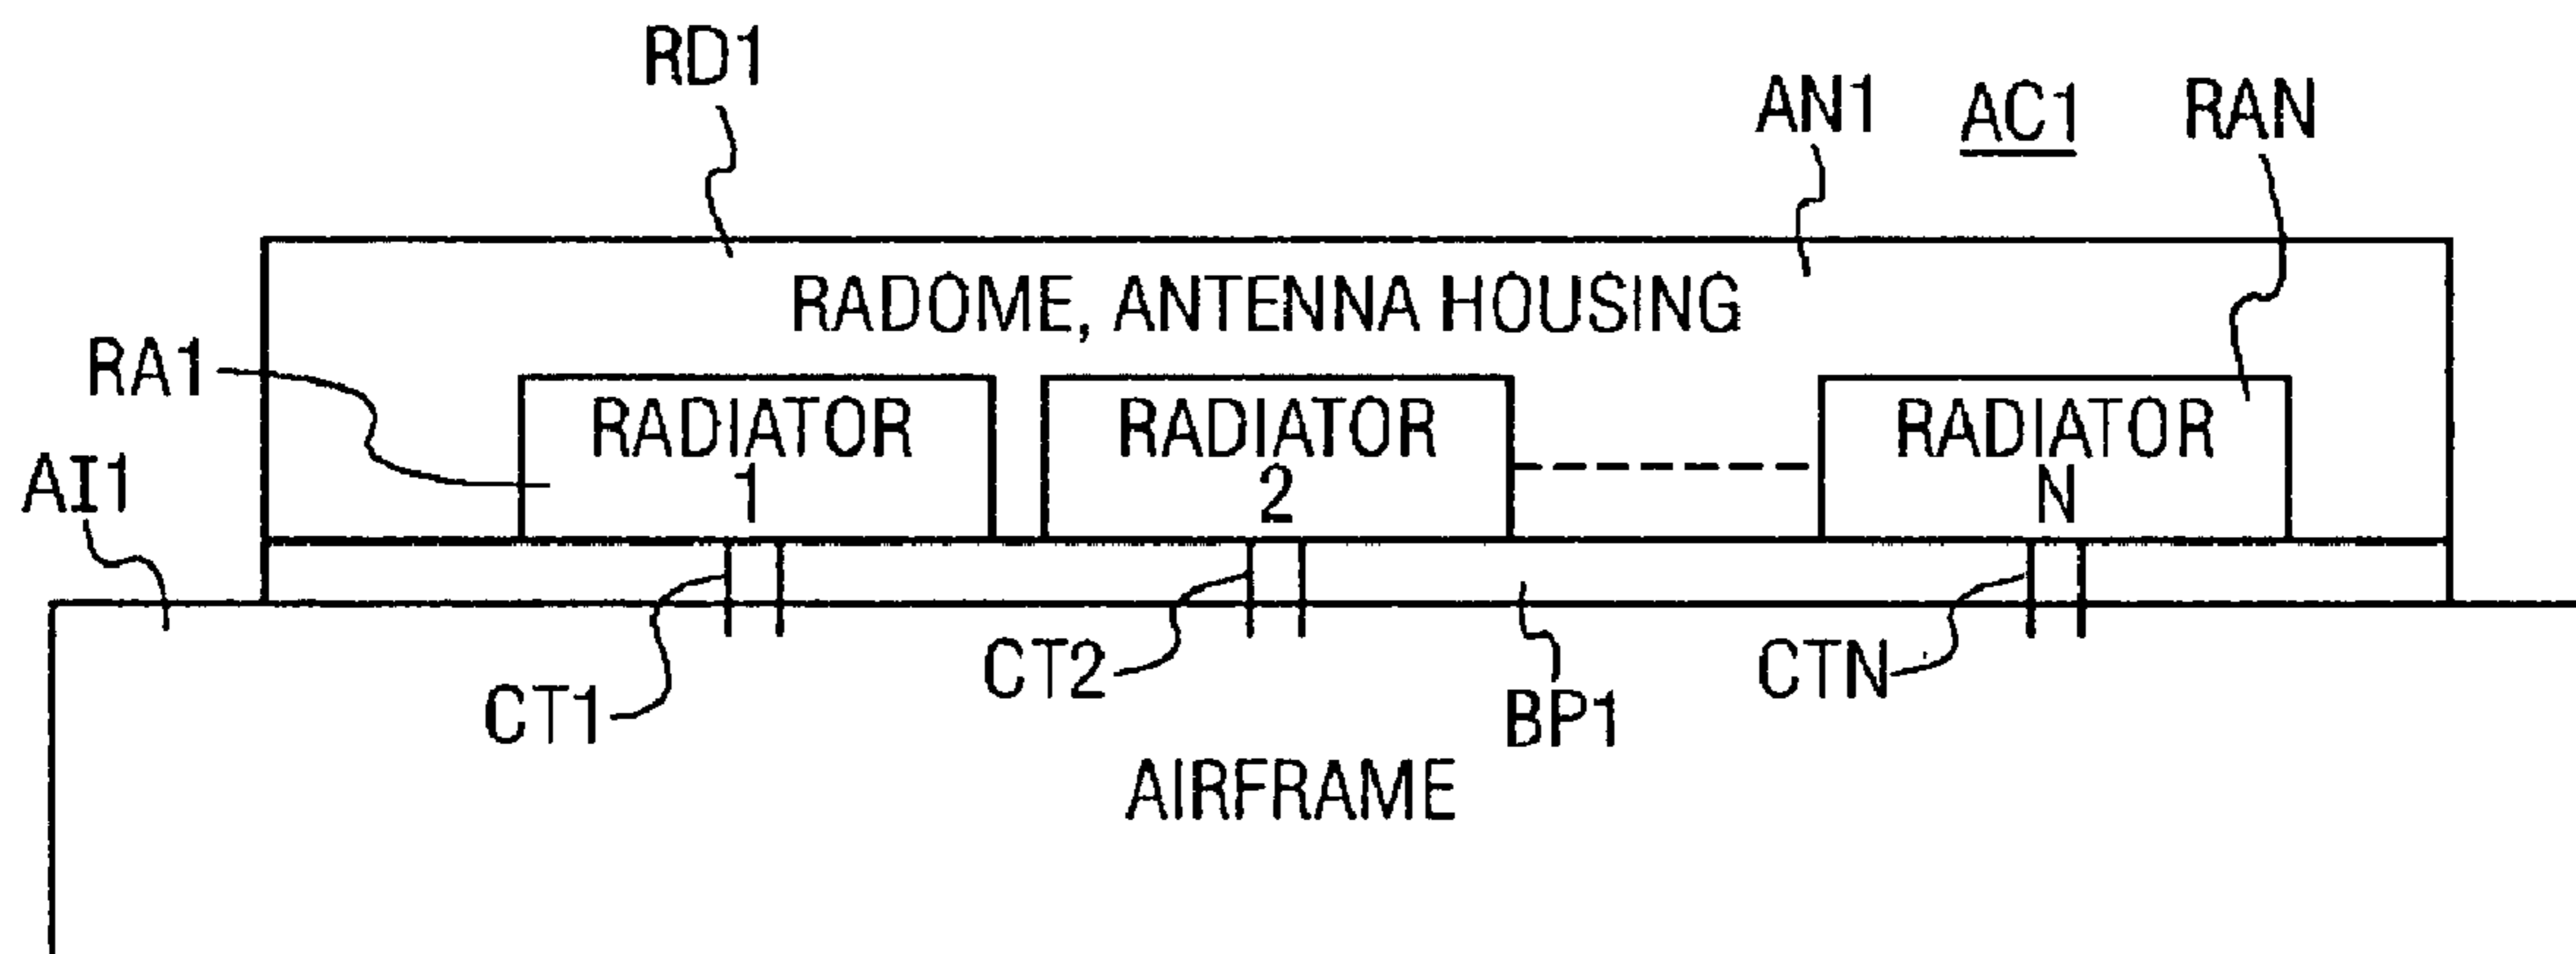 RD1
AN1
AC1
RAN
RADOME, ANTENNA HOUSING
RA1
RADIATOR
1
RADIATOR
2
RADIATOR
N
AI1
CT1
CT2
BP1
CTN
AIRFRAME